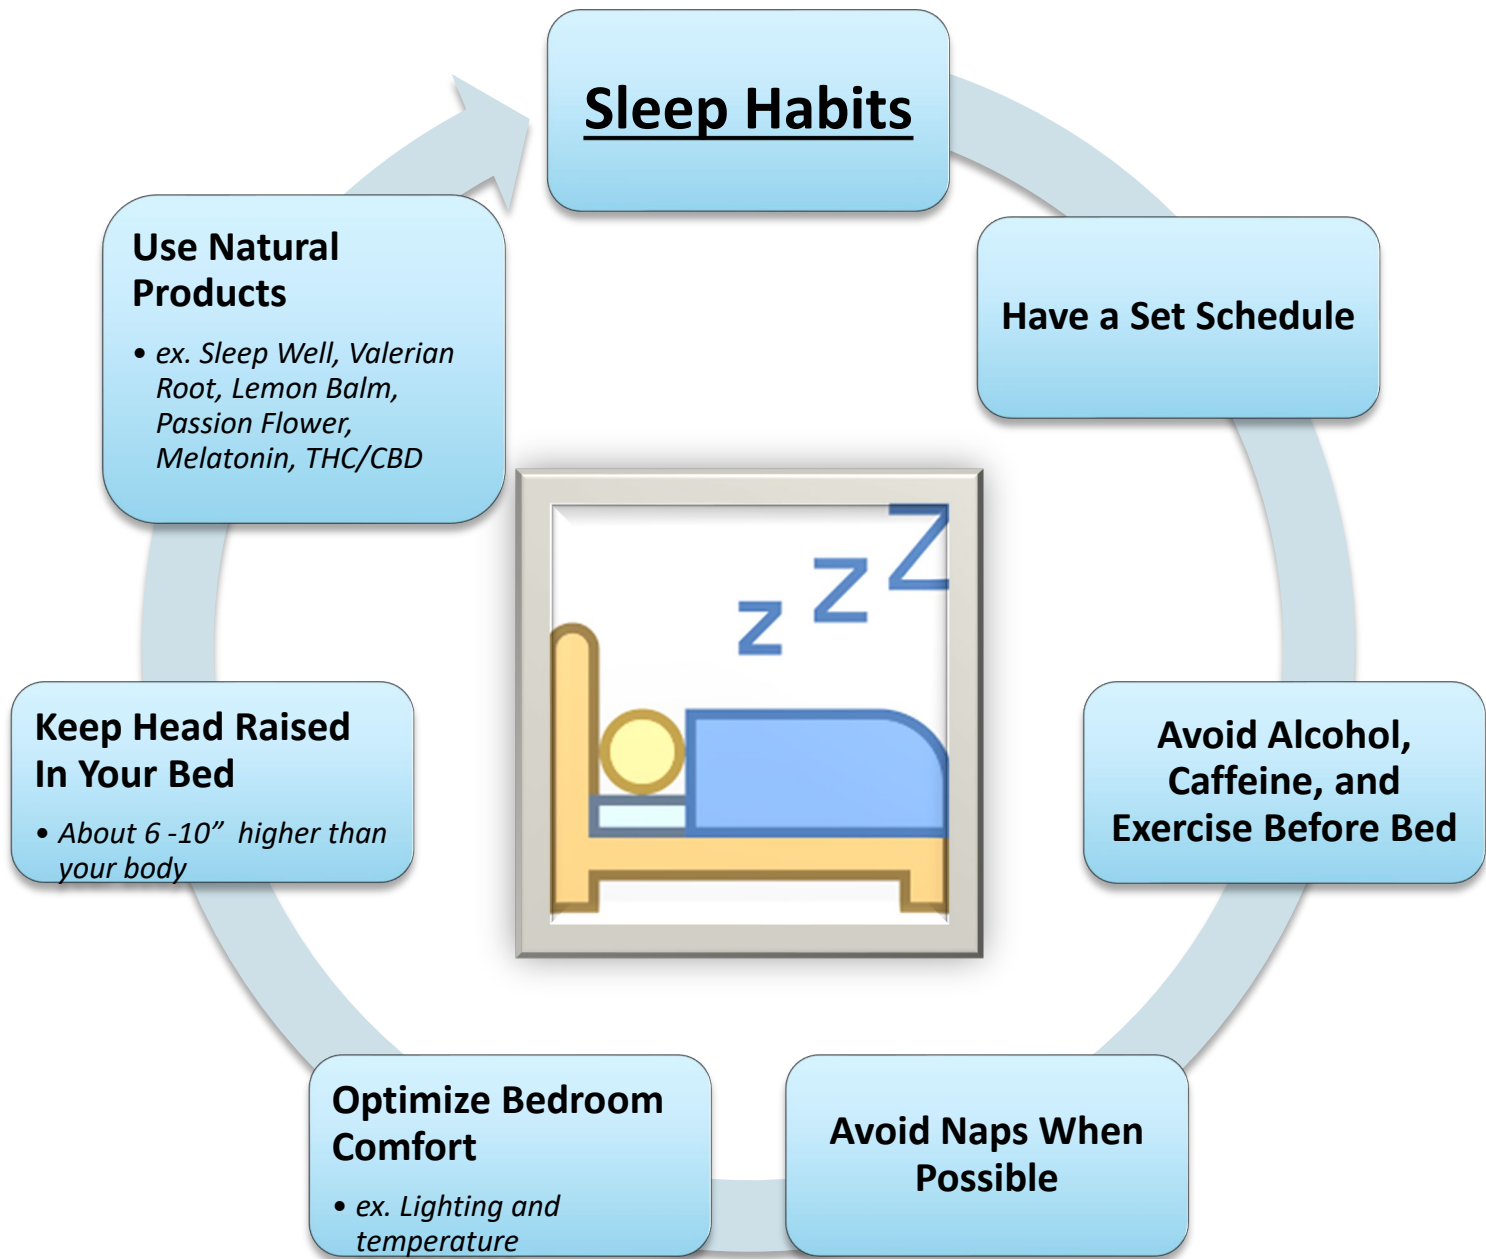 Sleep Habits
Have a Set Schedule
Avoid Alcohol,
Caffeine, and
Exercise Before Bed
Avoid Naps When
Possible
Optimize Bedroom
Comfort
• ex. Lighting and
temperature
Keep Head Raised
In Your Bed
• About 6 -10” higher than
your body
Use Natural
Products
• ex. Sleep Well, Valerian
Root, Lemon Balm,
Passion Flower,
Melatonin, THC/CBD
z z Z